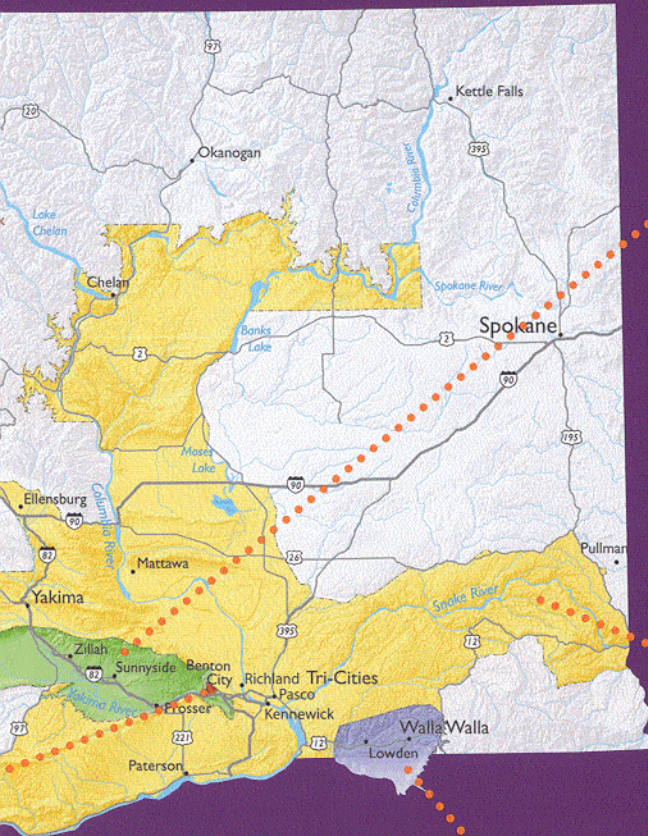 97
Kettle Falls
20
395
Okanogan
Columbia River
Lake
Chelan
Chelan
Spokane River
Spokane
Banks
Lake
2
2
90
195
Moses
Lake
90
Ellensburg
90
Columbia River
82
26
Pullman
Mattawa
Yakima
Snake River
395
12
Zillah
Sunnyside
82
Benton
City
Richland
Tri-Cities
Pasco
Yakima River
Prosser
Kennewick
97
221
12
Walla Walla
Lowden
Paterson